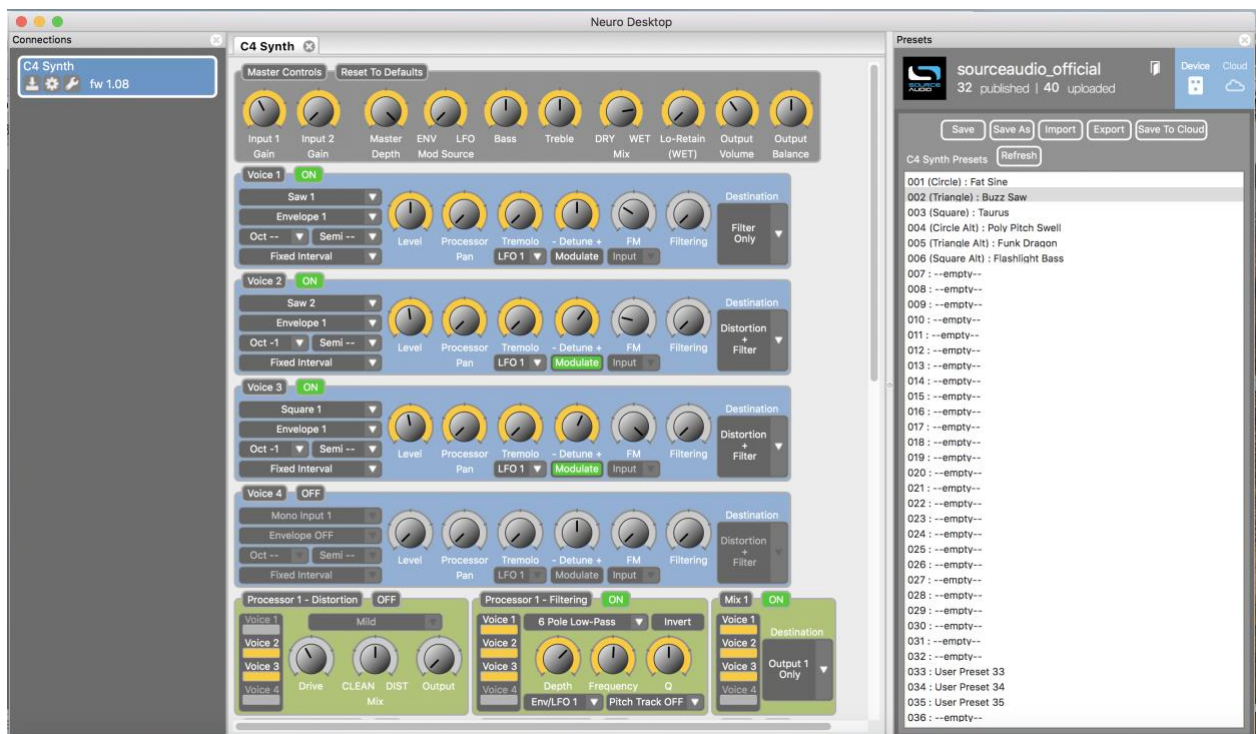 Neuro Desktop
Connections
C4 Synth
fw 1.08
C4 Synth
Master Controls Reset To Defaults
Input 1 Input 2 Master ENV LFO Bass Treble DRY WET Lo-Retain Output Output
Gain Gain Depth Mod Source Mix (WET) Volume Balance
Voice 1 ON
Saw 1 Destination
Envelope 1 Filter
Oct -- Semi -- Level Processor Tremolo - Detune + FM Filtering Only
Fixed Interval Pan LFO 1 Modulate Input
Voice 2 ON
Saw 2 Destination
Envelope 1 Distortion
Oct -1 Semi -- Level Processor Tremolo - Detune + FM Filtering +
Fixed Interval Pan LFO 1 Modulate Input Filter
Voice 3 ON
Square 1 Destination
Envelope 1 Distortion
Oct -1 Semi -- Level Processor Tremolo - Detune + FM Filtering +
Fixed Interval Pan LFO 1 Modulate Input Filter
Voice 4 OFF
Mono Input 1 Destination
Envelope OFF Distortion
Oct -- Semi -- Level Processor Tremolo - Detune + FM Filtering +
Fixed Interval Pan LFO 1 Modulate Input Filter
Processor 1 - Distortion OFF
Voice 1 Mild
Voice 2
Voice 3
Voice 4 Drive CLEAN DIST Output
Mix
Processor 1 - Filtering ON
Voice 1 6 Pole Low-Pass Invert
Voice 2
Voice 3
Voice 4 Depth Frequency Q
Env/LFO 1 Pitch Track OFF
Mix 1 ON
Voice 1 Destination
Voice 2
Voice 3 Output 1
Voice 4 Only
Presets
SOURCE
AUDIO
sourceaudio_official
32 published | 40 uploaded
Device Cloud
Save Save As Import Export Save To Cloud
C4 Synth Presets Refresh
001 (Circle) : Fat Sine
002 (Triangle) : Buzz Saw
003 (Square) : Taurus
004 (Circle Alt) : Poly Pitch Swell
005 (Triangle Alt) : Funk Dragon
006 (Square Alt) : Flashlight Bass
007 : --empty--
008 : --empty--
009 : --empty--
010 : --empty--
011 : --empty--
012 : --empty--
013 : --empty--
014 : --empty--
015 : --empty--
016 : --empty--
017 : --empty--
018 : --empty--
019 : --empty--
020 : --empty--
021 : --empty--
022 : --empty--
023 : --empty--
024 : --empty--
025 : --empty--
026 : --empty--
027 : --empty--
028 : --empty--
029 : --empty--
030 : --empty--
031 : --empty--
032 : --empty--
033 : User Preset 33
034 : User Preset 34
035 : User Preset 35
036 : --empty--